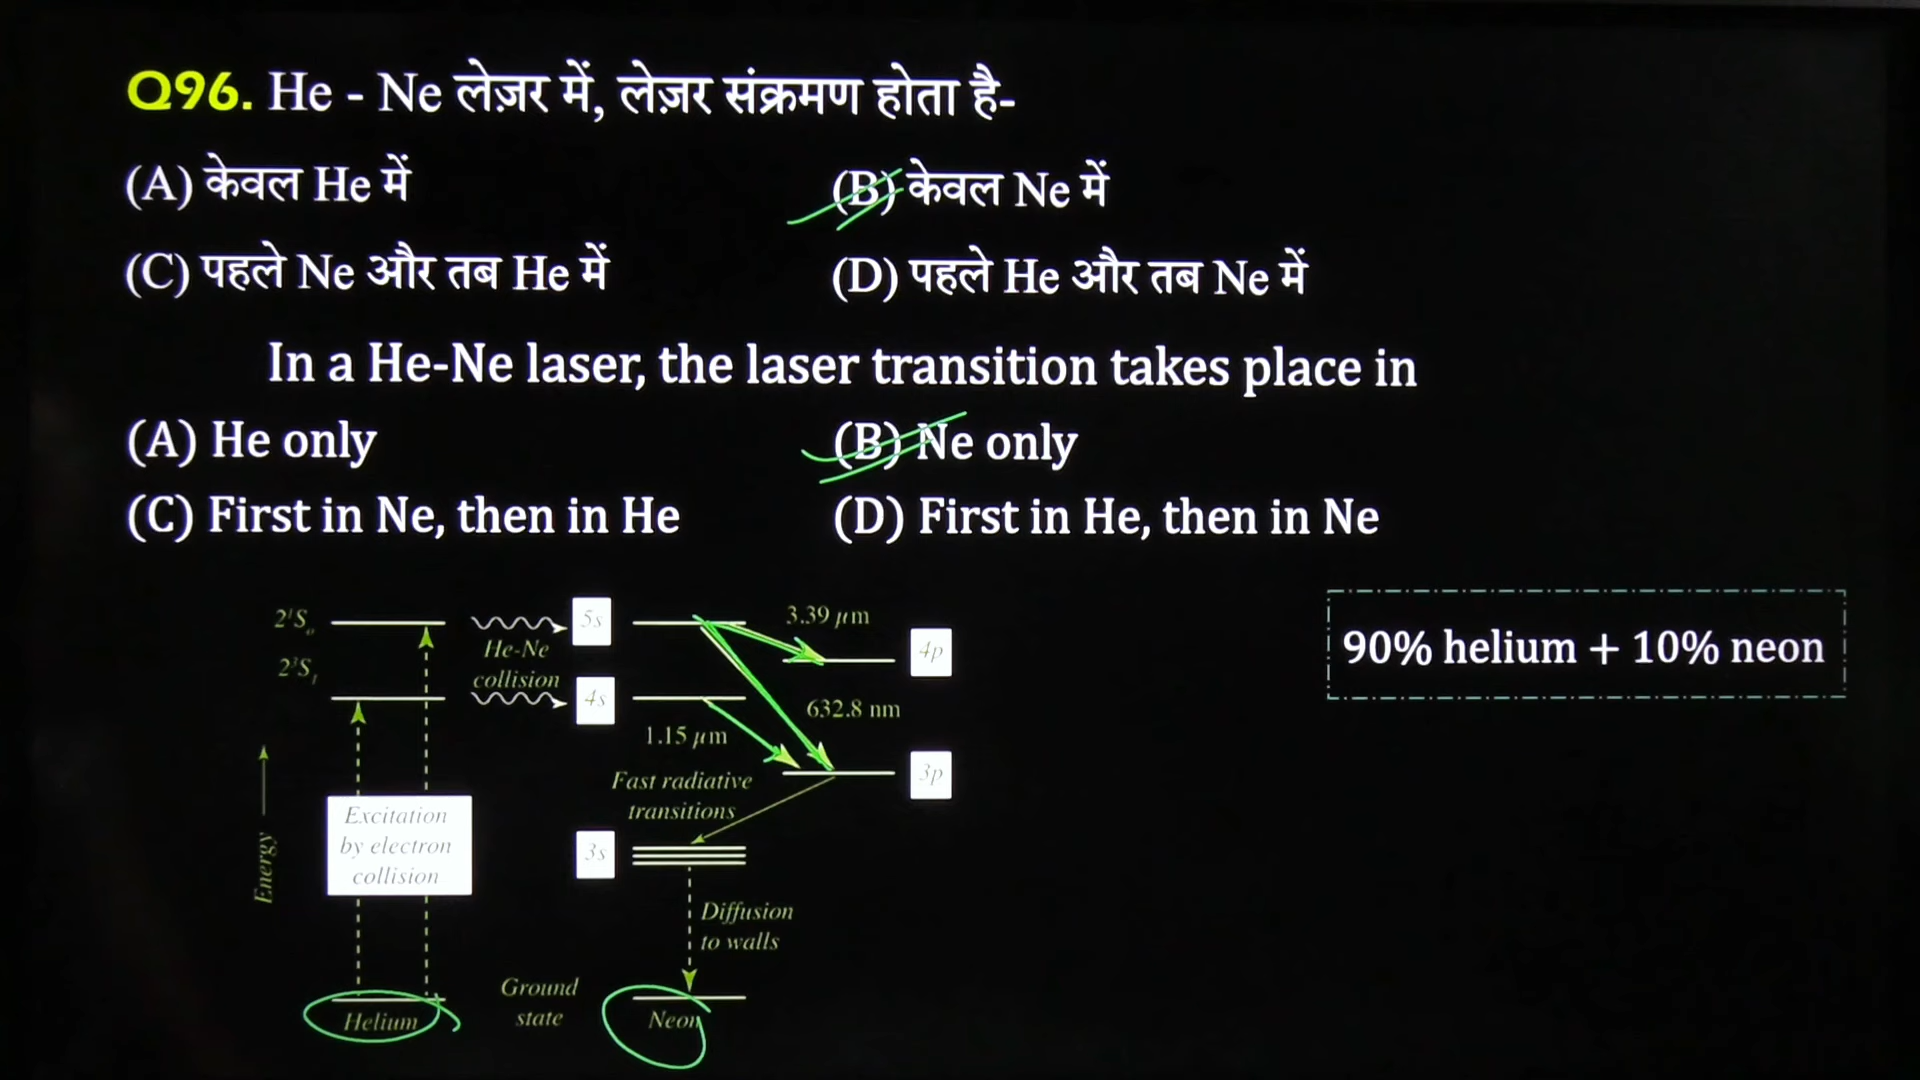 Q96. He - Ne लेज़र में, लेज़र संक्रमण होता है-
(A) केवल He में
(B) केवल Ne में
(C) पहले Ne और तब He में
(D) पहले He और तब Ne में
In a He-Ne laser, the laser transition takes place in
(A) He only
(B) Ne only
(C) First in Ne, then in He
(D) First in He, then in Ne
2¹S₀
2³S₁
He-Ne
collision
5s
4s
3.39 μm
4p
632.8 nm
1.15 μm
3p
Fast radiative
transitions
3s
Energy
Excitation
by electron
collision
Diffusion
to walls
Ground
state
Helium
Neon
90% helium + 10% neon